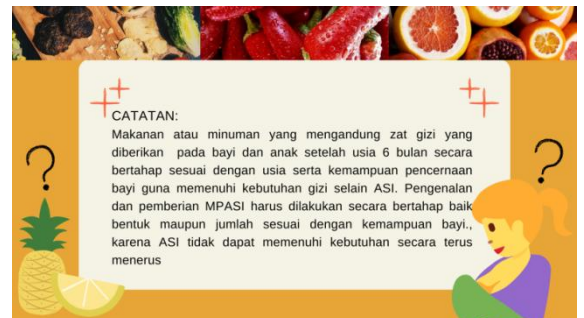 CATATAN:
Makanan atau minuman yang mengandung zat gizi yang
diberikan pada bayi dan anak setelah usia 6 bulan secara
bertahap sesuai dengan usia serta kemampuan pencernaan
bayi guna memenuhi kebutuhan gizi selain ASI. Pengenalan
dan pemberian MPASI harus dilakukan secara bertahap baik
bentuk maupun jumlah sesuai dengan kemampuan bayi.,
karena ASI tidak dapat memenuhi kebutuhan secara terus
menerus